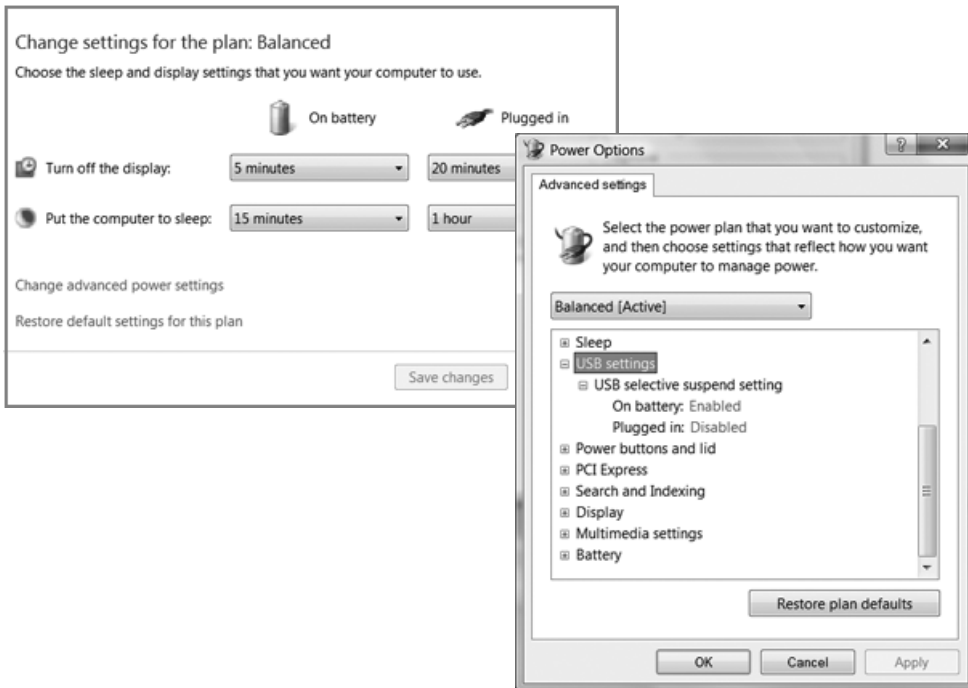 Change settings for the plan: Balanced
Choose the sleep and display settings that you want your computer to use.
On battery Plugged in
Turn off the display: 5 minutes 20 minutes
Put the computer to sleep: 15 minutes 1 hour
Change advanced power settings
Restore default settings for this plan
Save changes
Power Options
Advanced settings
Select the power plan that you want to customize,
and then choose settings that reflect how you want
your computer to manage power.
Balanced [Active]
Sleep
USB settings
USB selective suspend setting
On battery: Enabled
Plugged in: Disabled
Power buttons and lid
PCI Express
Search and Indexing
Display
Multimedia settings
Battery
Restore plan defaults
OK Cancel Apply